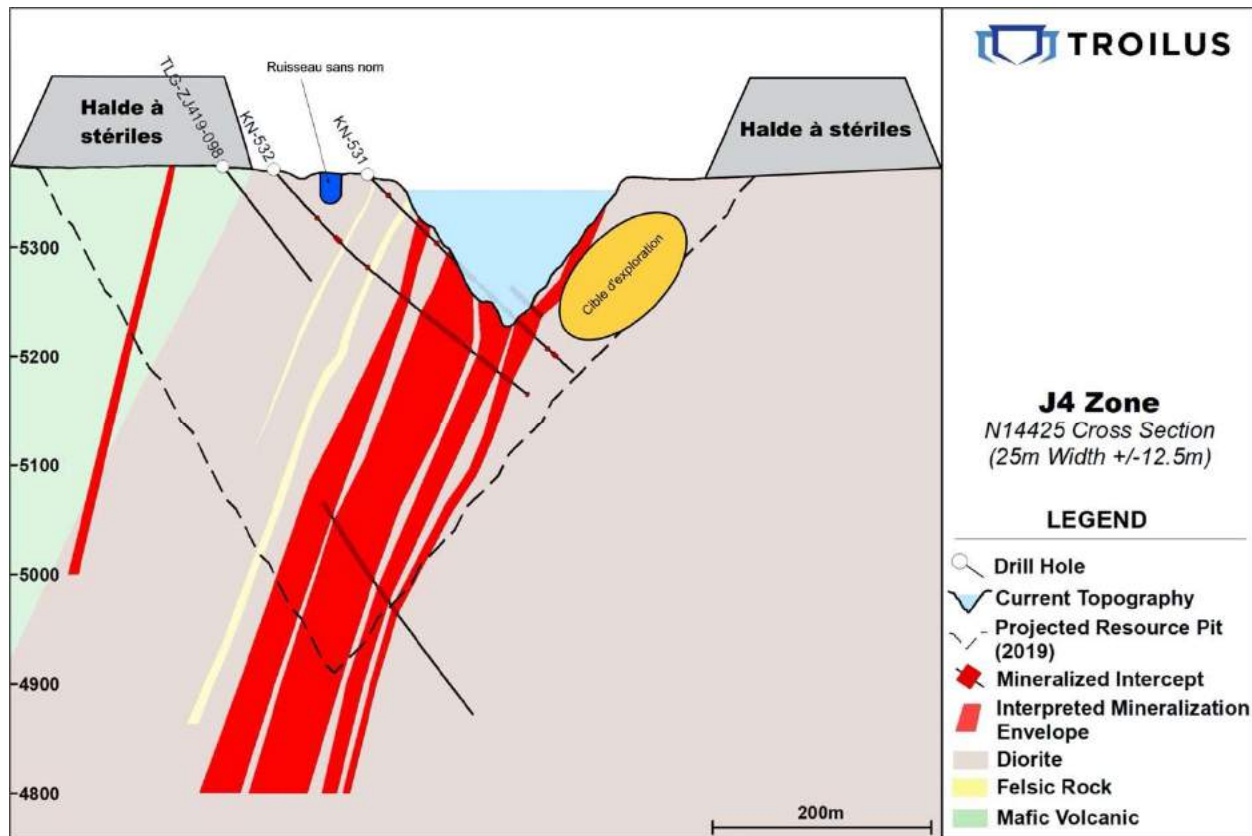 TROILUS
Ruisseau sans nom
Halde à
stériles
TLG-ZJ419-098
KN-532
KN-531
Halde à stériles
Cible d'exploration
5300
5200
5100
5000
4900
4800
200m
J4 Zone
N14425 Cross Section
(25m Width +/-12.5m)
LEGEND
Drill Hole
Current Topography
Projected Resource Pit
(2019)
Mineralized Intercept
Interpreted Mineralization
Envelope
Diorite
Felsic Rock
Mafic Volcanic